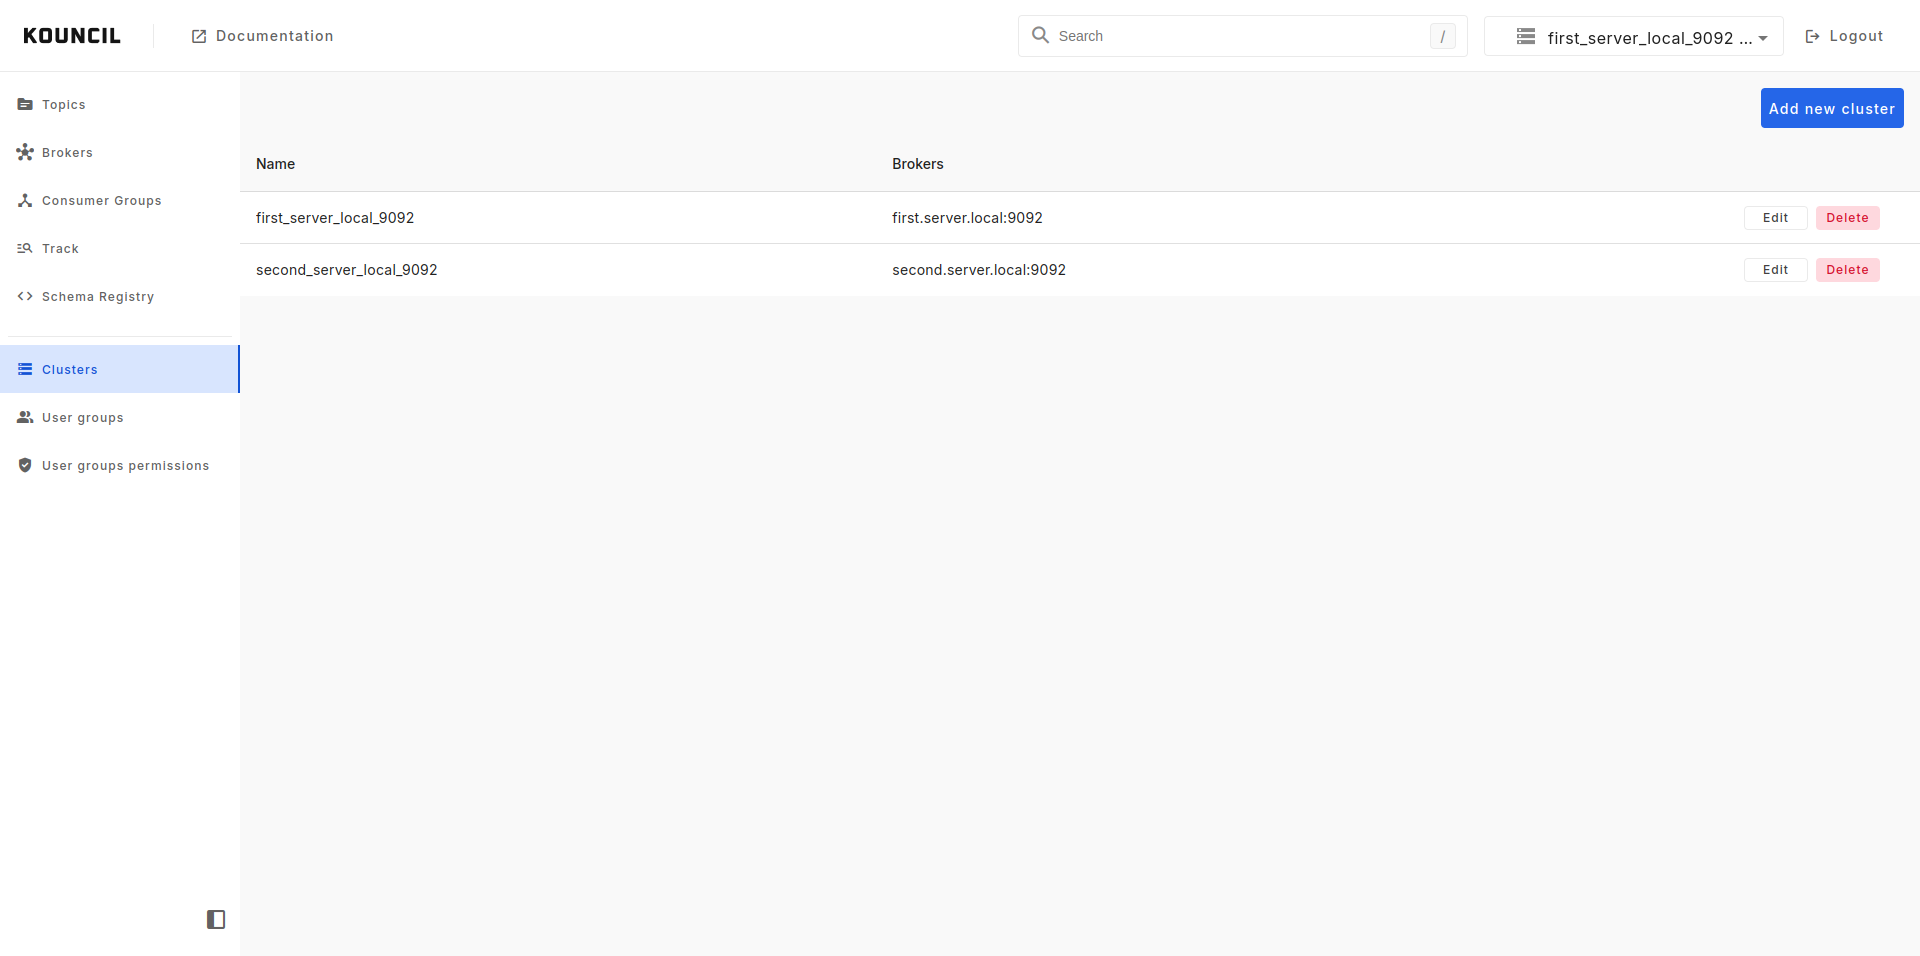 KOUNCIL
Documentation
Search
/
first_server_local_9092 ...
Logout
Topics
Brokers
Consumer Groups
Track
Schema Registry
Clusters
User groups
User groups permissions
Add new cluster
Name Brokers
first_server_local_9092 first.server.local:9092 Edit Delete
second_server_local_9092 second.server.local:9092 Edit Delete